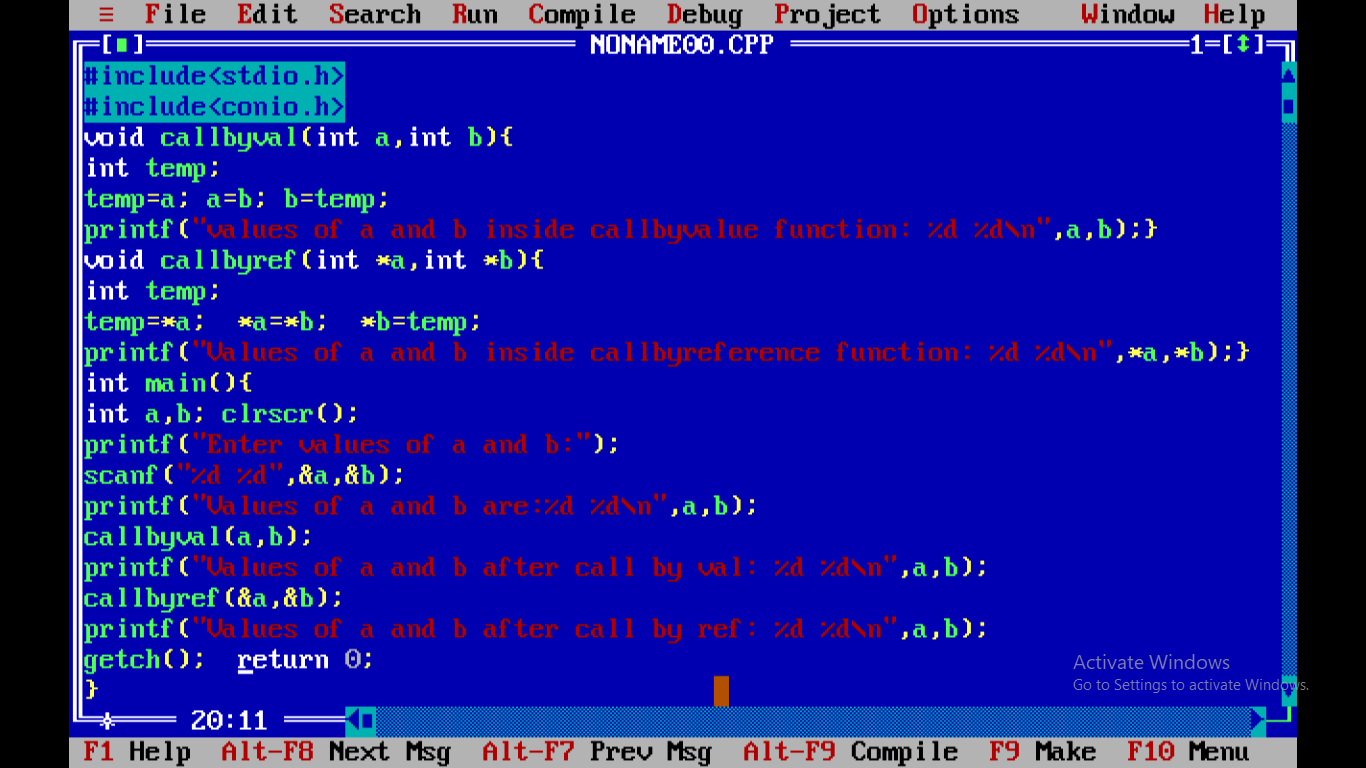 ≡ File Edit Search Run Compile Debug Project Options Window Help
[■] NONAME00.CPP 1=[↕]
#include<stdio.h>
#include<conio.h>
void callbyval(int a,int b){
int temp;
temp=a; a=b; b=temp;
printf("values of a and b inside callbyvalue function: %d %d\n",a,b);}
void callbyref(int *a,int *b){
int temp;
temp=*a;  *a=*b;  *b=temp;
printf("Values of a and b inside callbyreference function: %d %d\n",*a,*b);}
int main(){
int a,b; clrscr();
printf("Enter values of a and b:");
scanf("%d %d",&a,&b);
printf("Values of a and b are:%d %d\n",a,b);
callbyval(a,b);
printf("Values of a and b after call by val: %d %d\n",a,b);
callbyref(&a,&b);
printf("Values of a and b after call by ref: %d %d\n",a,b);
getch();  return 0;
}
Activate Windows
Go to Settings to activate Windows.
20:11
F1 Help Alt-F8 Next Msg Alt-F7 Prev Msg Alt-F9 Compile F9 Make F10 Menu